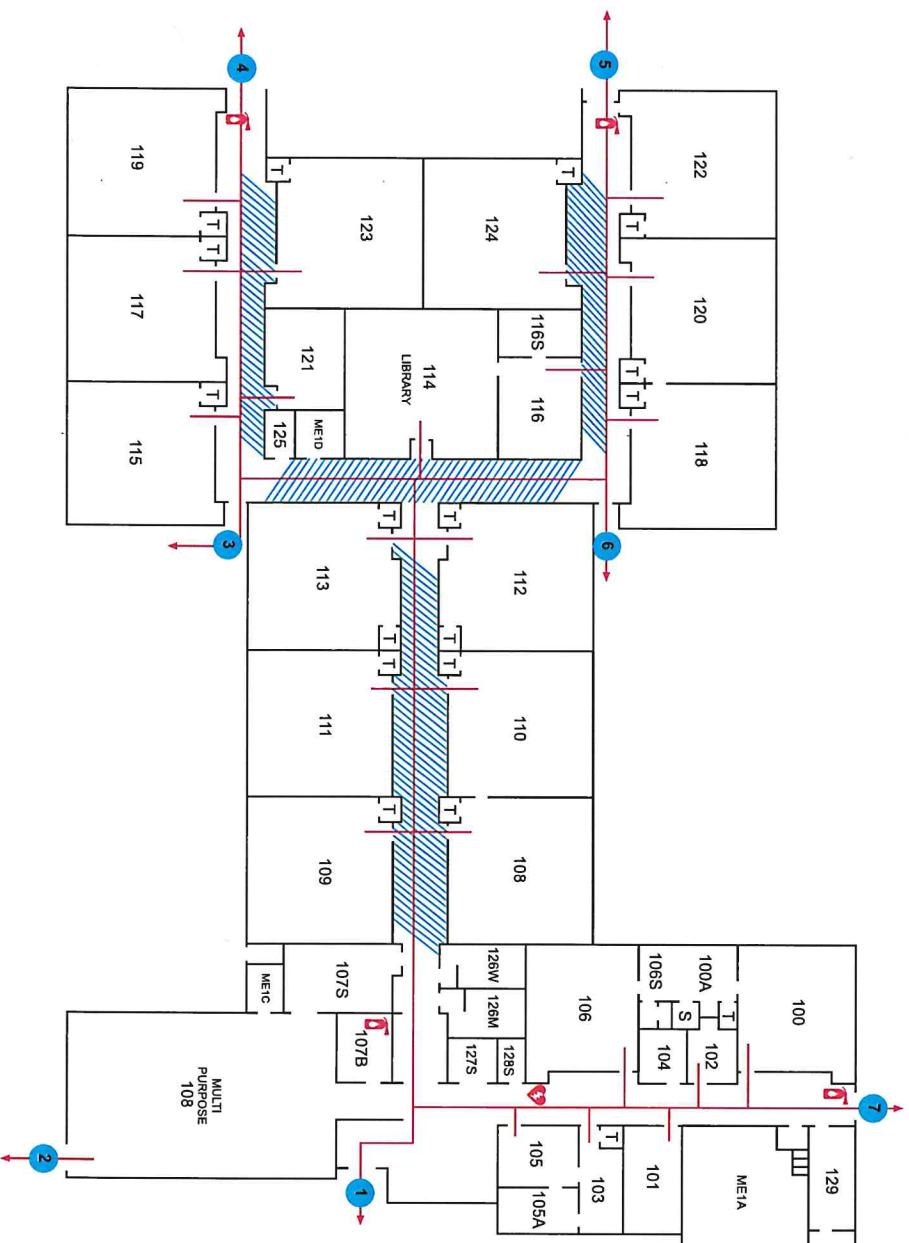 7
129
100
ME1A
122
120
118
100A
T
102
S
106S
104
101
T
T
T
T
5
6
103
T
106
105
105A
T
116S
116
112
110
108
128S
127S
126M
126W
124
T
T
T
T
114
LIBRARY
T
T
T
T
123
107B
1
121
ME1D
113
111
109
107S
T
125
ME1C
4
3
MULTI
PURPOSE
108
T
T
T
119
117
115
2